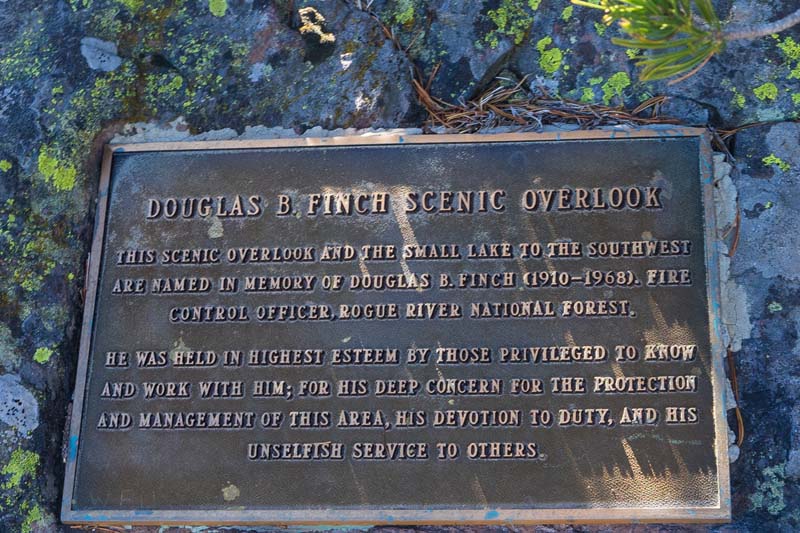 DOUGLAS B. FINCH SCENIC OVERLOOK
THIS SCENIC OVERLOOK AND THE SMALL LAKE TO THE SOUTHWEST
ARE NAMED IN MEMORY OF DOUGLAS B. FINCH (1910–1968). FIRE
CONTROL OFFICER, ROGUE RIVER NATIONAL FOREST.
HE WAS HELD IN HIGHEST ESTEEM BY THOSE PRIVILEGED TO KNOW
AND WORK WITH HIM; FOR HIS DEEP CONCERN FOR THE PROTECTION
AND MANAGEMENT OF THIS AREA, HIS DEVOTION TO DUTY, AND HIS
UNSELFISH SERVICE TO OTHERS.